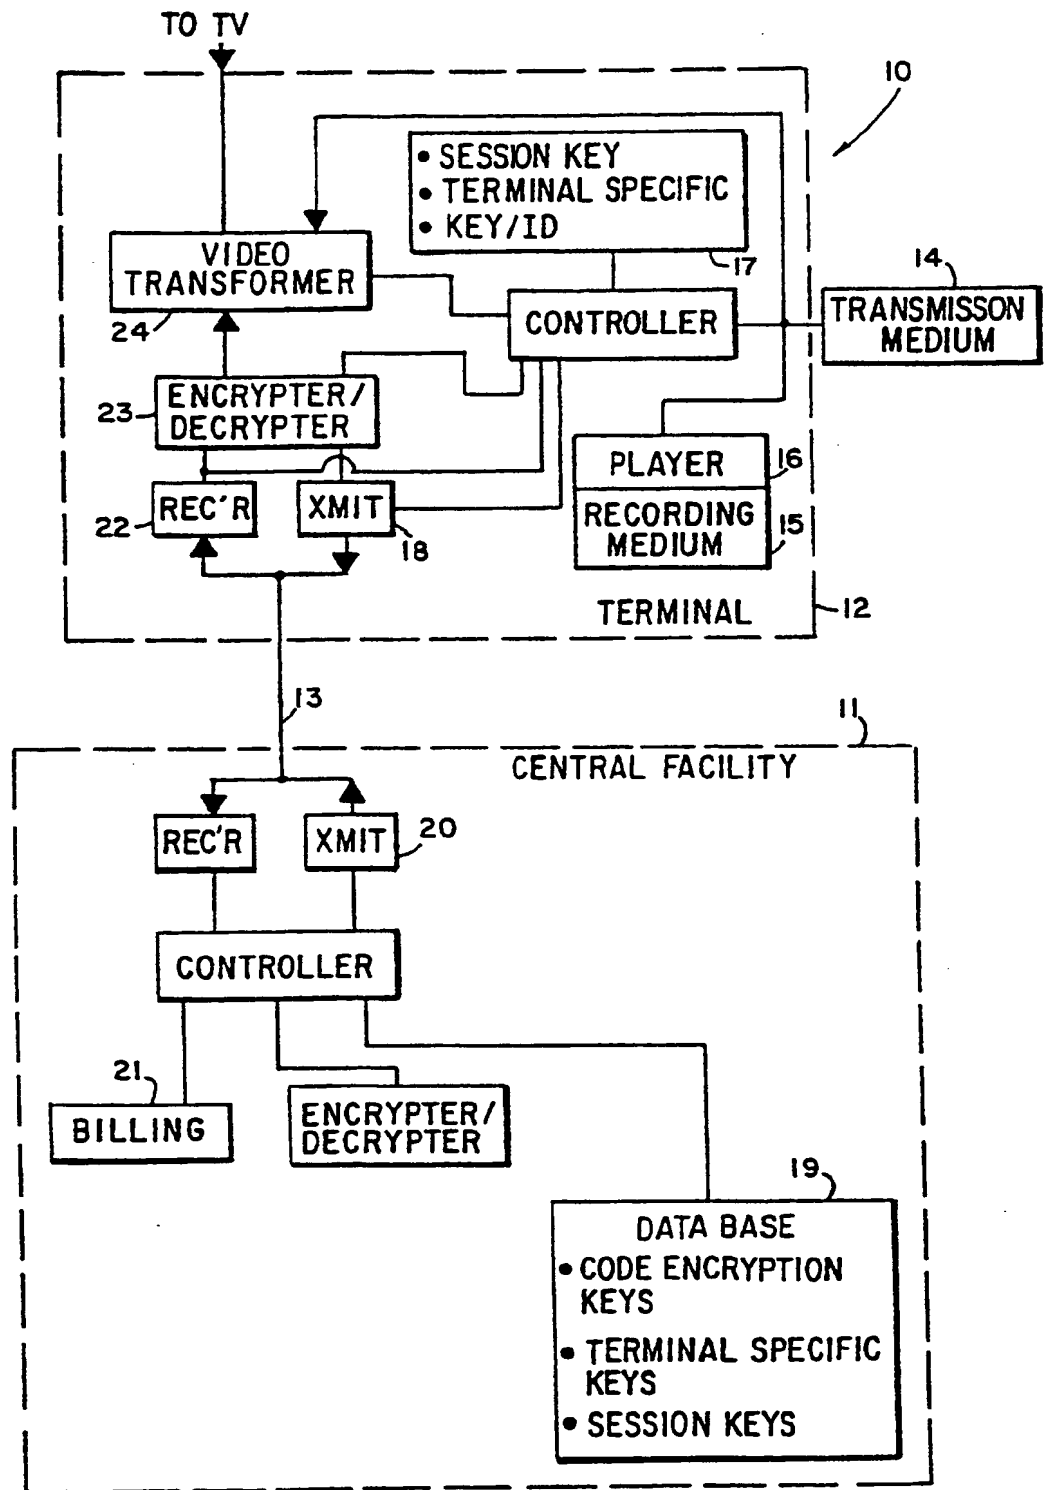 TO TV
10
• SESSION KEY
• TERMINAL SPECIFIC
• KEY/ID
17
VIDEO
TRANSFORMER
24
CONTROLLER
14
TRANSMISSON
MEDIUM
23
ENCRYPTER/
DECRYPTER
PLAYER
16
REC'R
22
XMIT
18
RECORDING
MEDIUM
15
TERMINAL
12
13
11
CENTRAL FACILITY
REC'R
XMIT
20
CONTROLLER
21
BILLING
ENCRYPTER/
DECRYPTER
19
DATA BASE
• CODE ENCRYPTION
KEYS
• TERMINAL SPECIFIC
KEYS
• SESSION KEYS